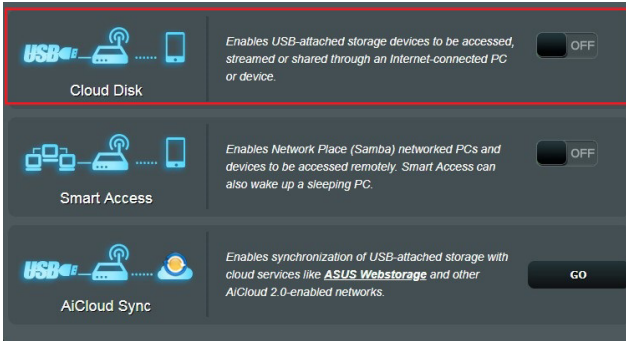 USB
Cloud Disk
Enables USB-attached storage devices to be accessed,
streamed or shared through an Internet-connected PC
or device.
OFF
Smart Access
Enables Network Place (Samba) networked PCs and
devices to be accessed remotely. Smart Access can
also wake up a sleeping PC.
OFF
USB
AiCloud Sync
Enables synchronization of USB-attached storage with
cloud services like ASUS Webstorage and other
AiCloud 2.0-enabled networks.
GO